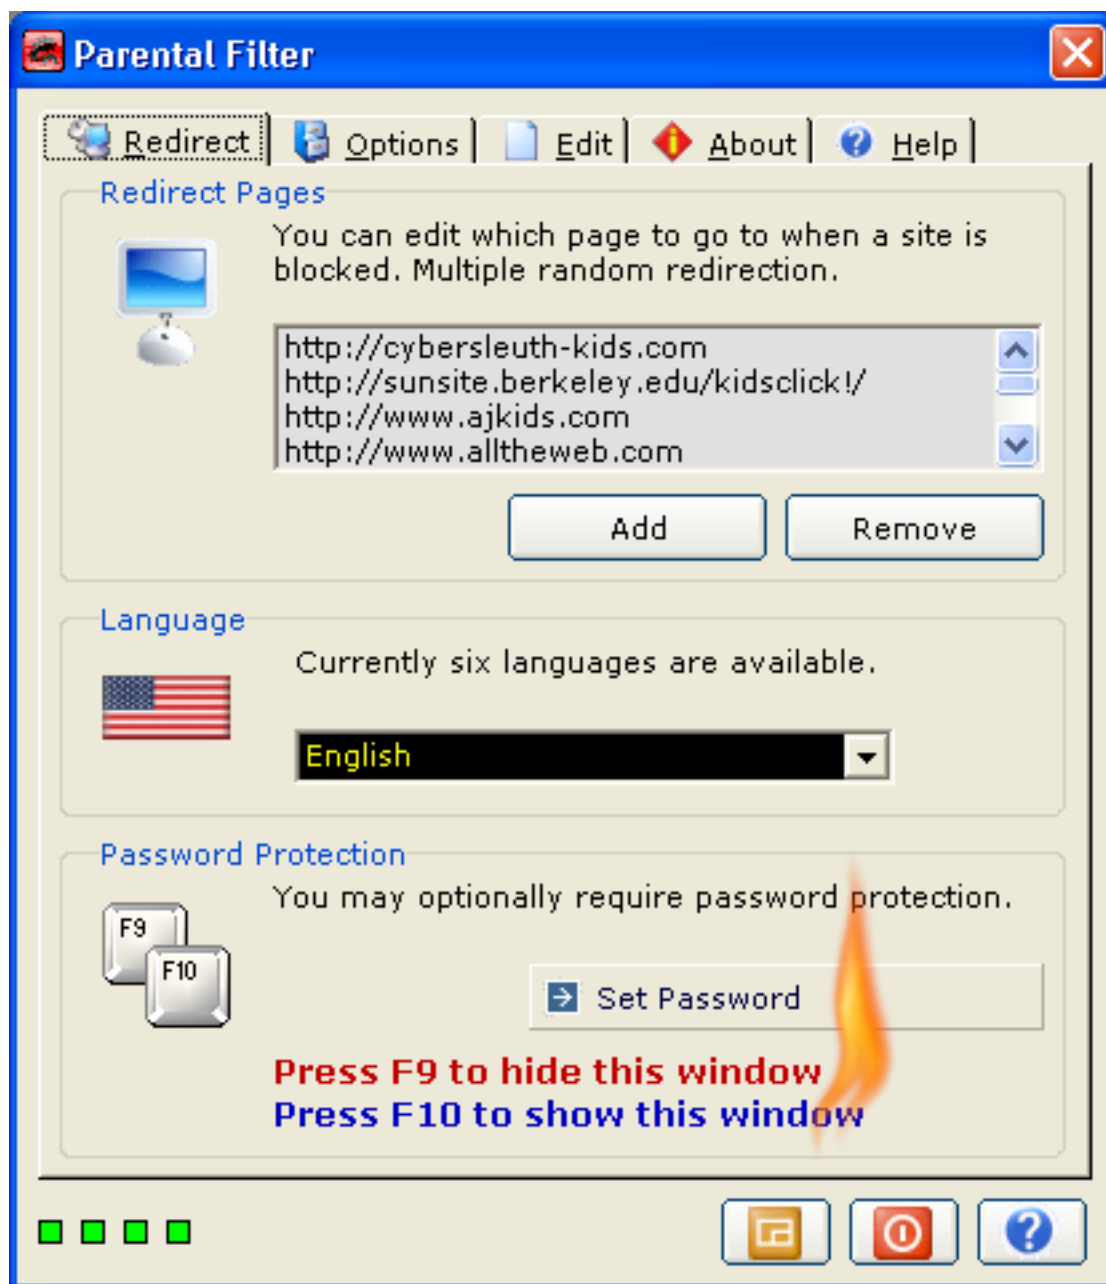 Parental Filter
Redirect
Options
Edit
About
Help
Redirect Pages
You can edit which page to go to when a site is
blocked. Multiple random redirection.
http://cybersleuth-kids.com
http://sunsite.berkeley.edu/kidsclick!/
http://www.ajkids.com
http://www.alltheweb.com
Add
Remove
Language
Currently six languages are available.
English
Password Protection
You may optionally require password protection.
F9
F10
Set Password
Press F9 to hide this window
Press F10 to show this window